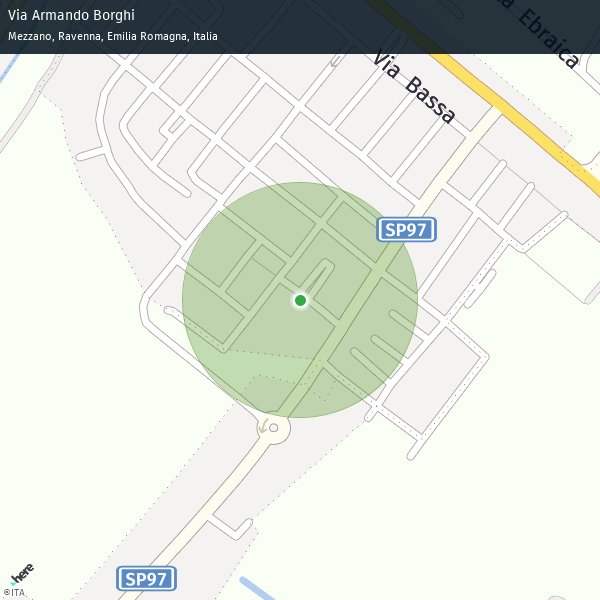 Via Armando Borghi
Mezzano, Ravenna, Emilia Romagna, Italia
Ebraica
Via Bassa
SP97
SP97
here
©ITA